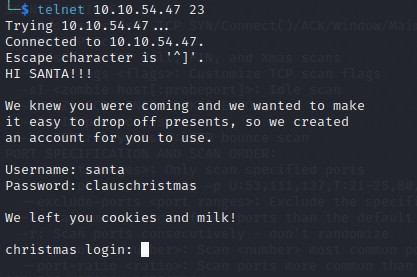 └─$ telnet 10.10.54.47 23
Trying 10.10.54.47...
Connected to 10.10.54.47.
Escape character is '^]'.
HI SANTA!!!
We knew you were coming and we wanted to make
it easy to drop off presents, so we created
an account for you to use.
Username: santa
Password: clauschristmas
We left you cookies and milk!
christmas login: